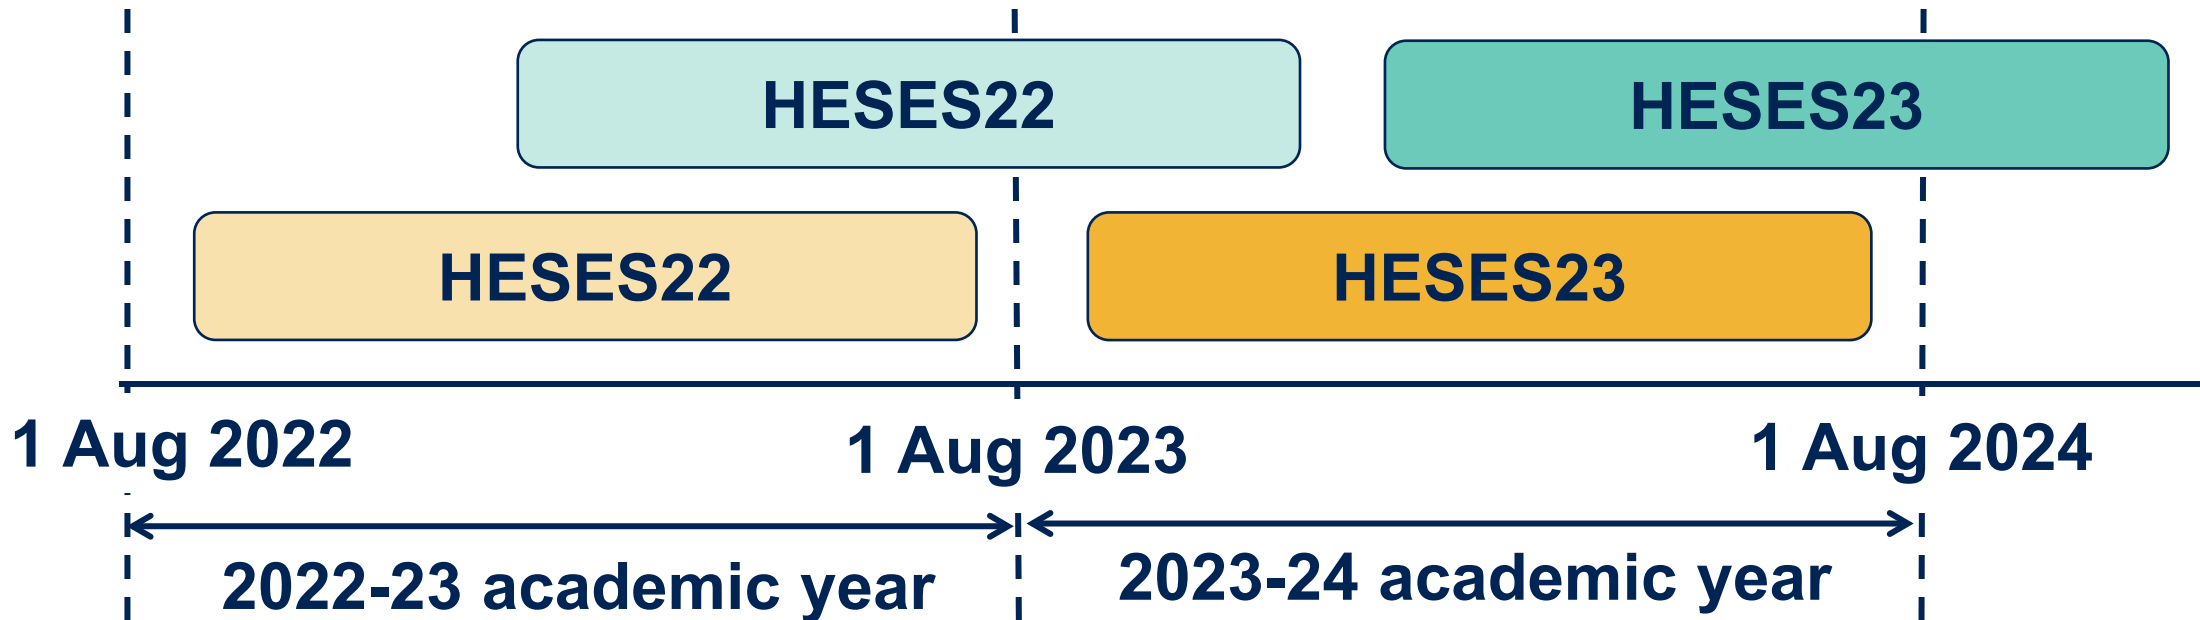 HESES22
HESES23
HESES22
HESES23
1 Aug 2022
1 Aug 2023
1 Aug 2024
2022-23 academic year
2023-24 academic year